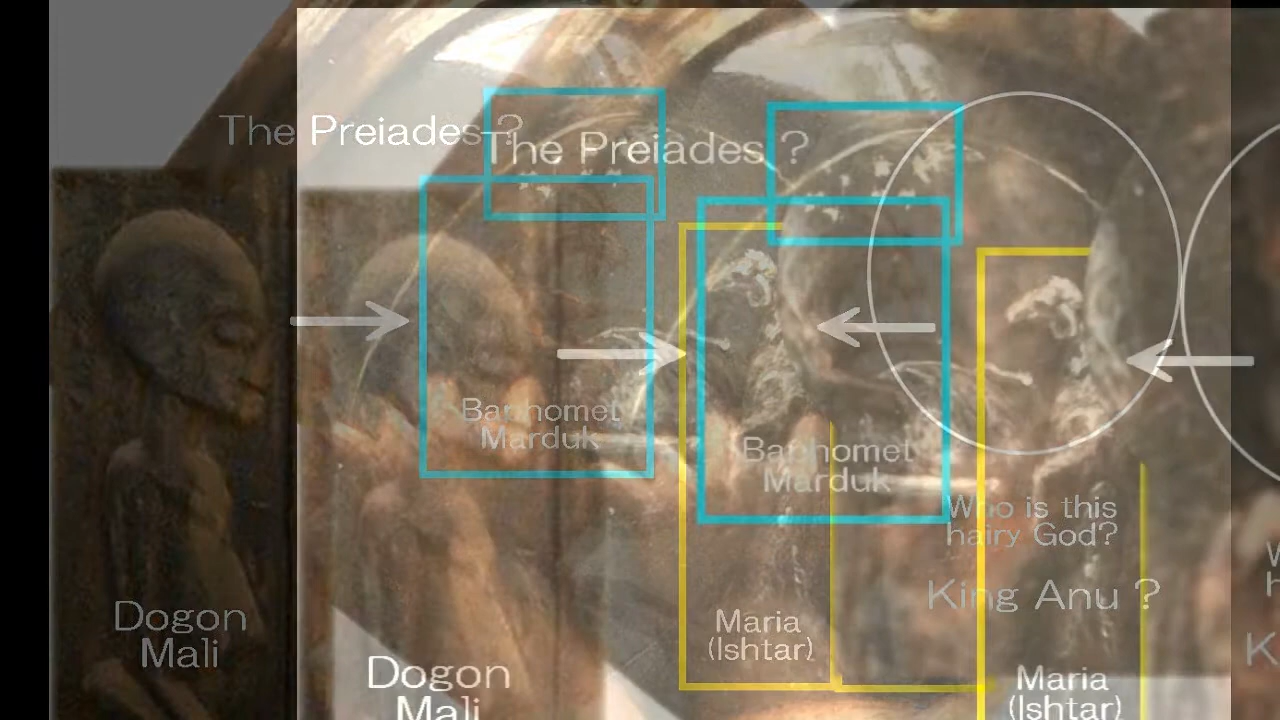 The Preiades ?
The Preiades ?
Baphomet
Marduk
Baphomet
Marduk
Who is this
hairy God?
King Anu ?
Dogon
Mali
Maria
(Ishtar)
Dogon
Mali
Maria
(Ishtar)